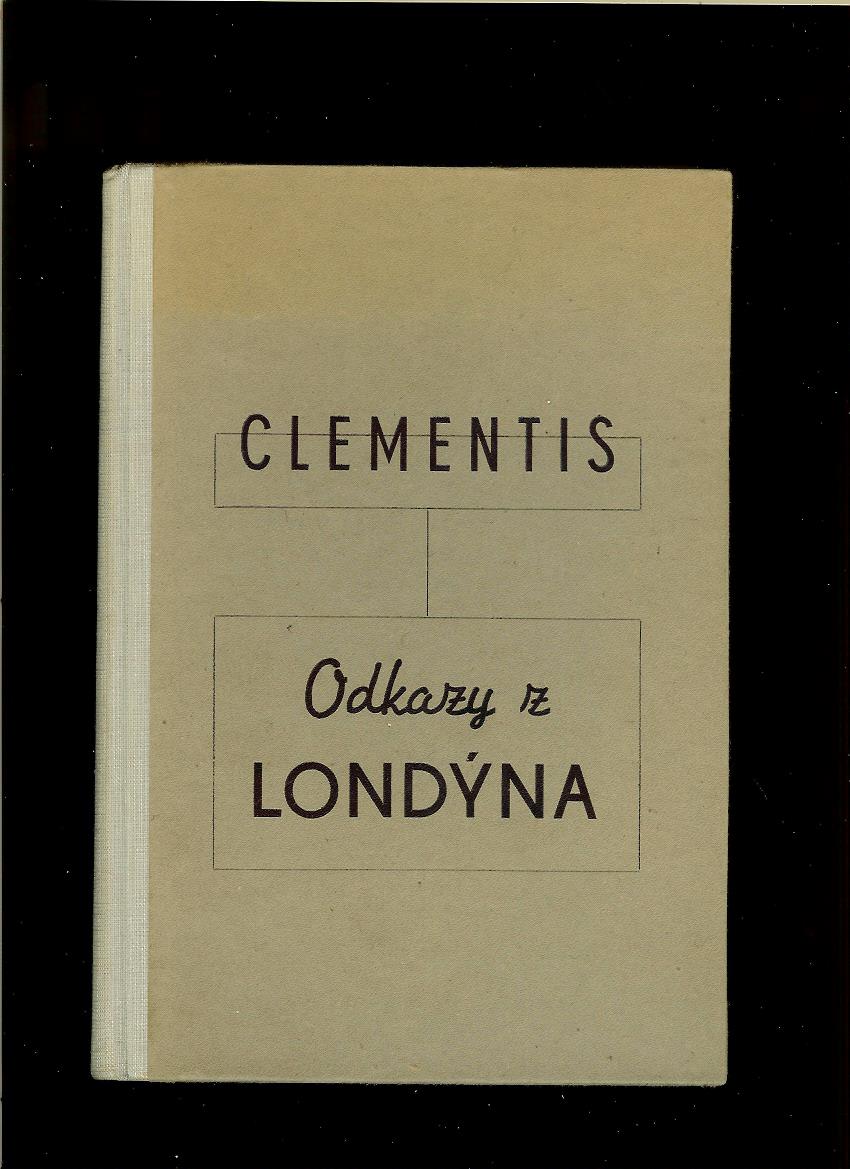 CLEMENTIS
Odkazy z
LONDÝNA